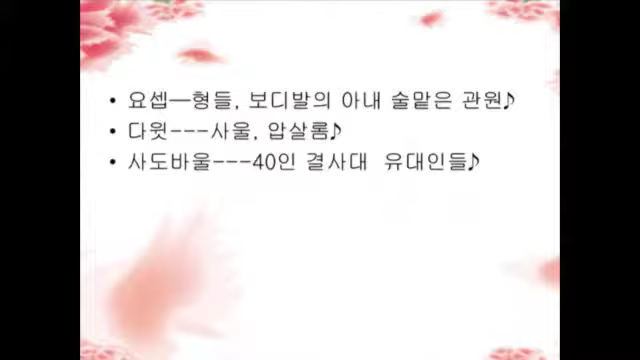 • 요셉—형들, 보디발의 아내 술맡은 관원♪
• 다윗---사울, 압살롬♪
• 사도바울---40인 결사대  유대인들♪